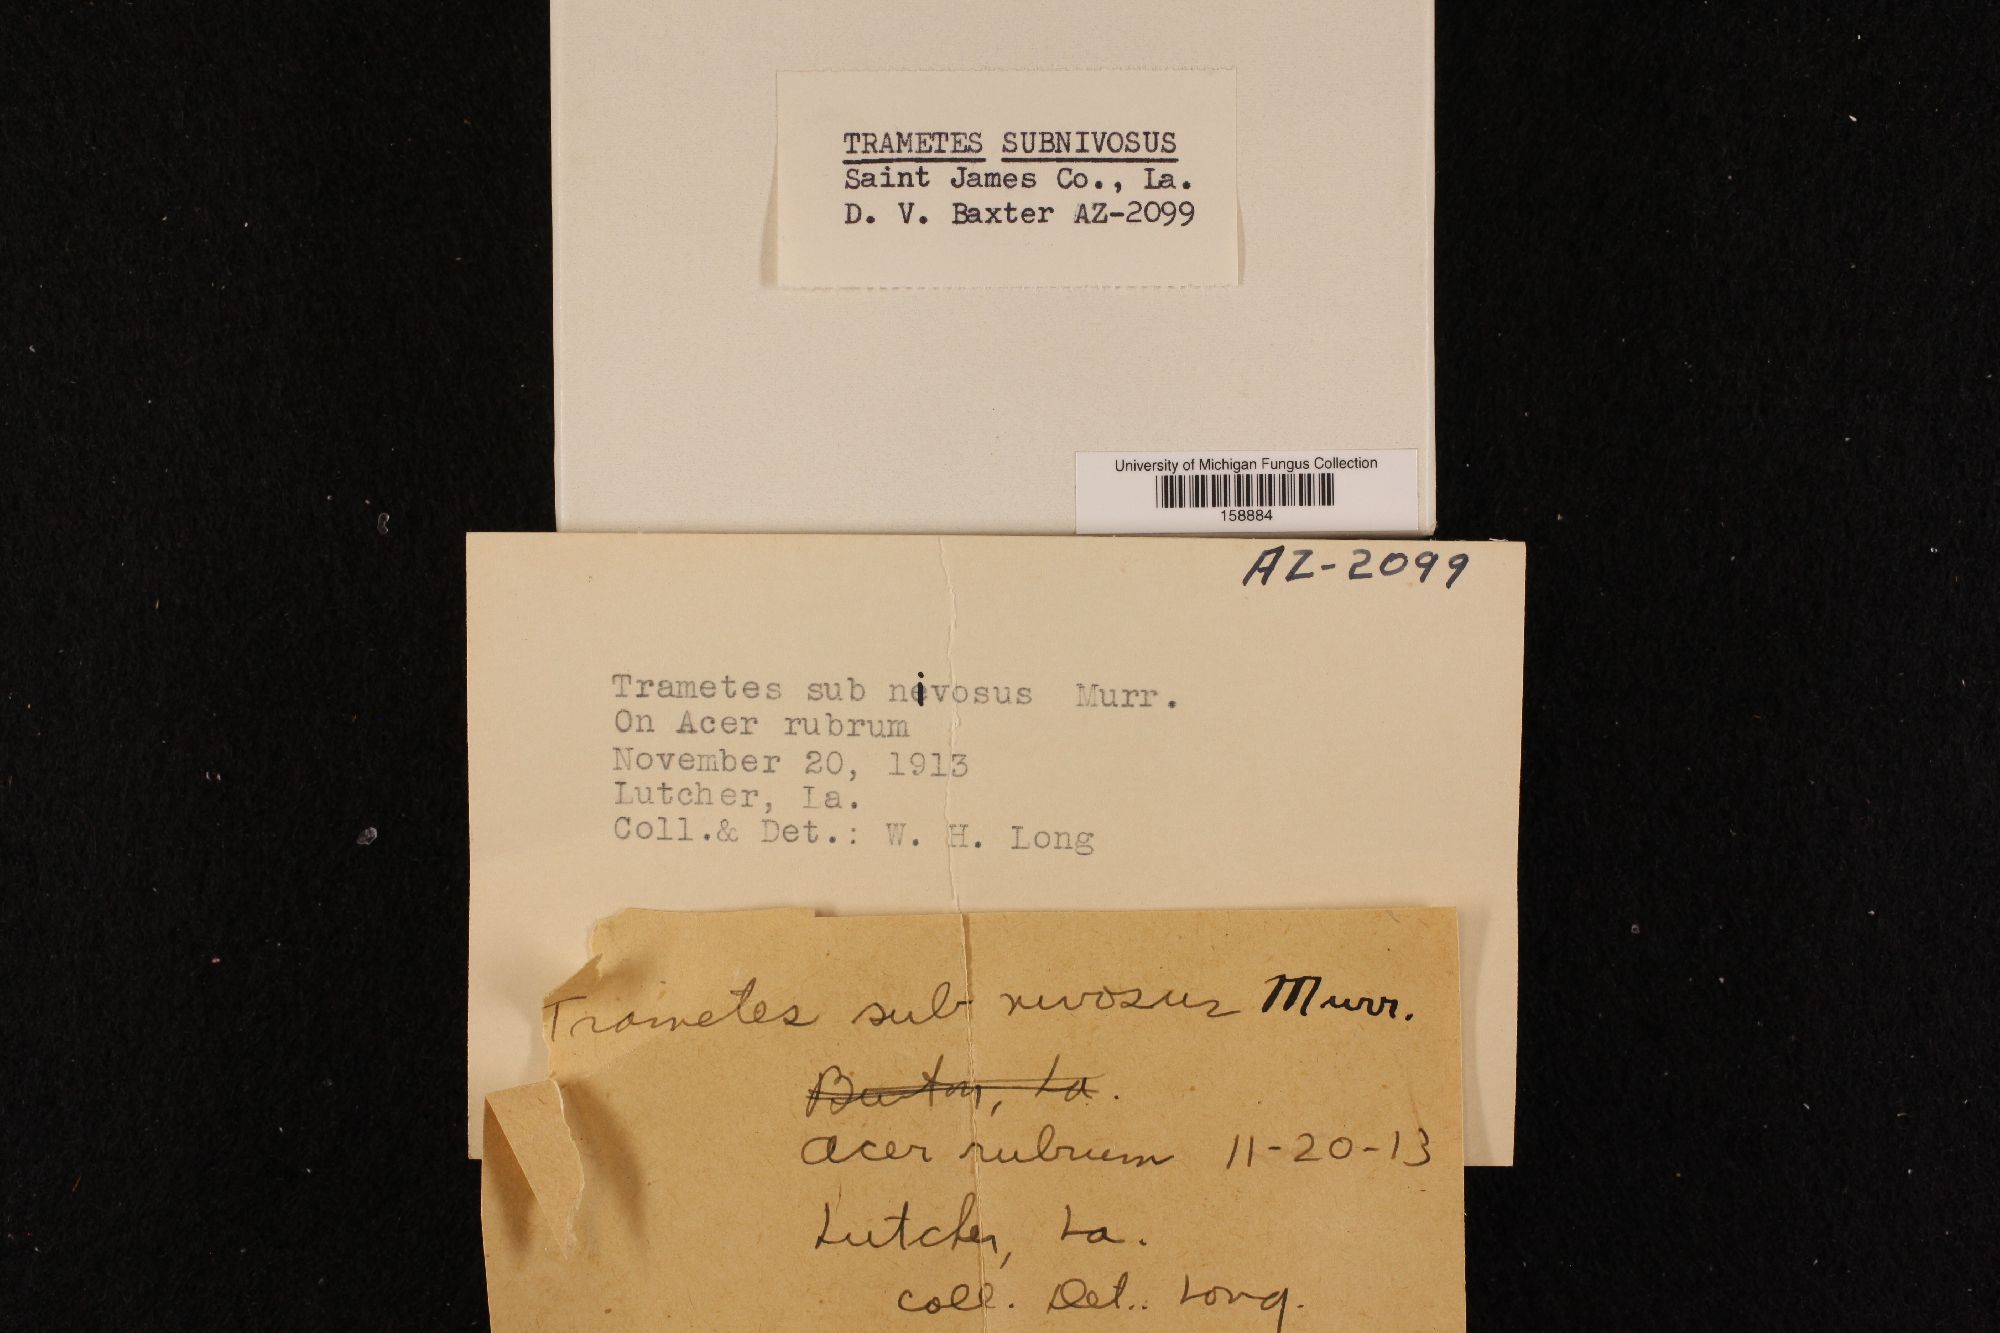 TRAMETES SUBNIVOSUS
Saint James Co., La.
D. V. Baxter AZ-2099
University of Michigan Fungus Collection
158884
AZ-2099
Trametes sub nivosus Murr.
On Acer rubrum
November 20, 1913
Lutcher, La.
Coll.& Det.: W. H. Long
Trametes sub nivosus Murr.
La.
Acer rubrum 11-20-13
Lutcher, La.
coll. Det.. Long.